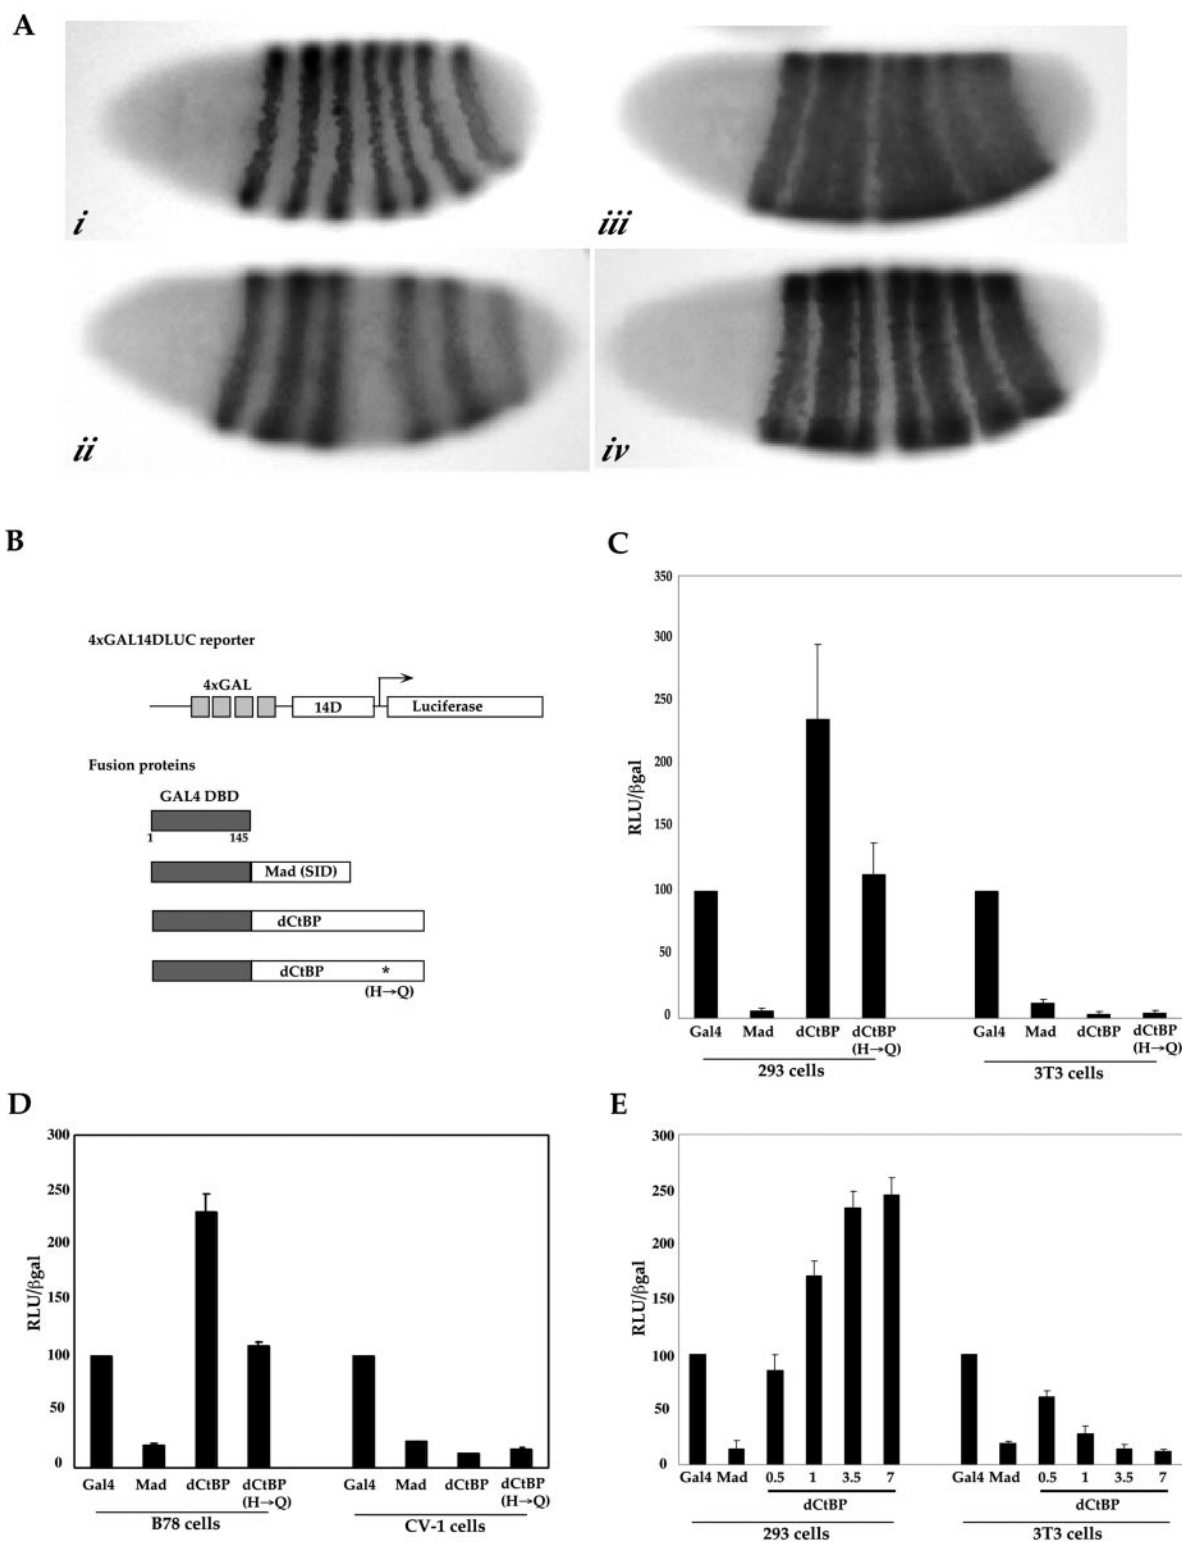 A
i
iii
ii
iv
B
4xGAL14DLUC reporter
4xGAL
14D
Luciferase
Fusion proteins
GAL4 DBD
1 145
Mad (SID)
dCtBP
dCtBP *
(H→Q)
C
RLU/βgal
350
300
250
200
150
100
50
0
Gal4 Mad dCtBP dCtBP Gal4 Mad dCtBP dCtBP
(H→Q) (H→Q)
293 cells 3T3 cells
D
RLU/βgal
300
250
200
150
100
50
0
Gal4 Mad dCtBP dCtBP Gal4 Mad dCtBP dCtBP
(H→Q) (H→Q)
B78 cells CV-1 cells
E
RLU/βgal
300
250
200
150
100
50
0
Gal4 Mad 0.5 1 3.5 7 Gal4 Mad 0.5 1 3.5 7
dCtBP dCtBP
293 cells 3T3 cells